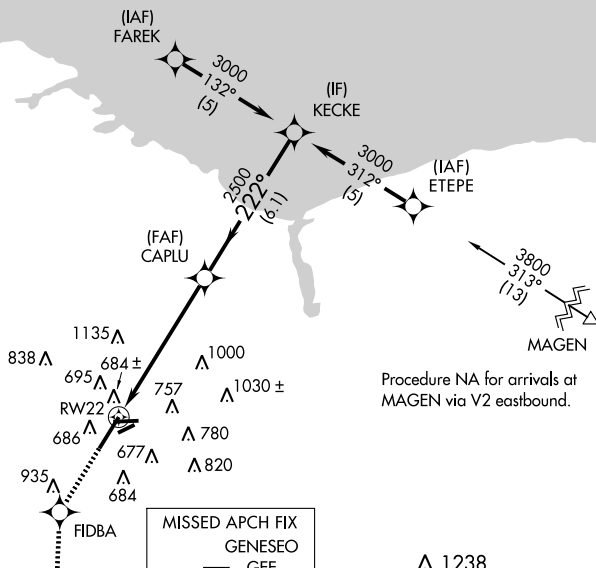 (IAF)
FAREK
3000
132°
(5)
(IF)
KECKE
3000
312°
(5)
(IAF)
ETEPE
2500
222°
(6.1)
(FAF)
CAPLU
3800
313°
(13)
MAGEN
Procedure NA for arrivals at
MAGEN via V2 eastbound.
1135
838
684 ±
1000
695
1030 ±
757
RW22
686
780
677
820
935
684
FIDBA
MISSED APCH FIX
GENESEO
GEE
1238